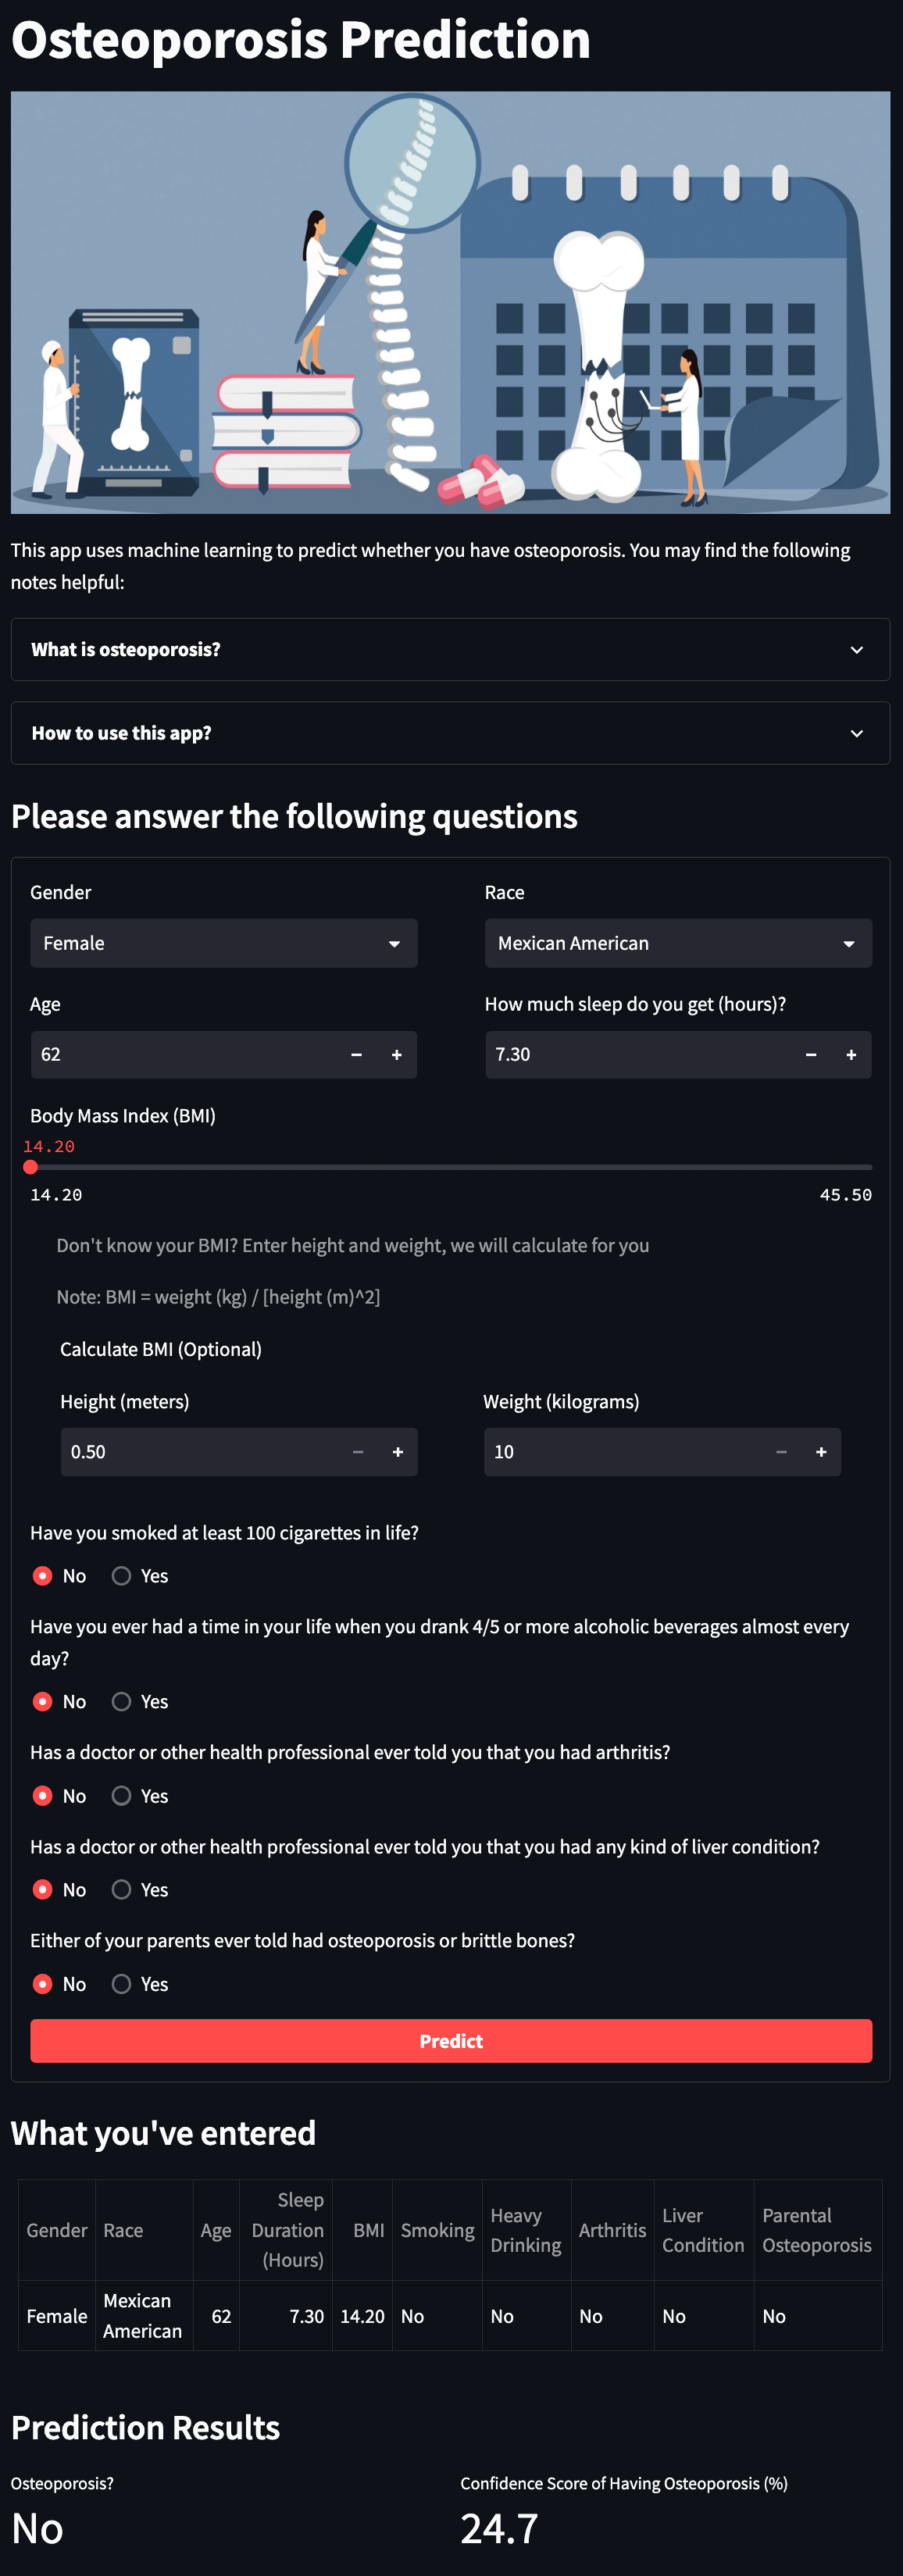 Osteoporosis Prediction
This app uses machine learning to predict whether you have osteoporosis. You may find the following
notes helpful:
What is osteoporosis?
How to use this app?
Please answer the following questions
Gender
Race
Female
Mexican American
Age
How much sleep do you get (hours)?
62
7.30
Body Mass Index (BMI)
14.20
14.20
45.50
Don't know your BMI? Enter height and weight, we will calculate for you
Note: BMI = weight (kg) / [height (m)^2]
Calculate BMI (Optional)
Height (meters)
Weight (kilograms)
0.50
10
Have you smoked at least 100 cigarettes in life?
No Yes
Have you ever had a time in your life when you drank 4/5 or more alcoholic beverages almost every
day?
No Yes
Has a doctor or other health professional ever told you that you had arthritis?
No Yes
Has a doctor or other health professional ever told you that you had any kind of liver condition?
No Yes
Either of your parents ever told had osteoporosis or brittle bones?
No Yes
Predict
What you've entered
Gender Race Age Sleep Duration (Hours) BMI Smoking Heavy Drinking Arthritis Liver Condition Parental Osteoporosis
Female Mexican American 62 7.30 14.20 No No No No No
Prediction Results
Osteoporosis?
Confidence Score of Having Osteoporosis (%)
No
24.7